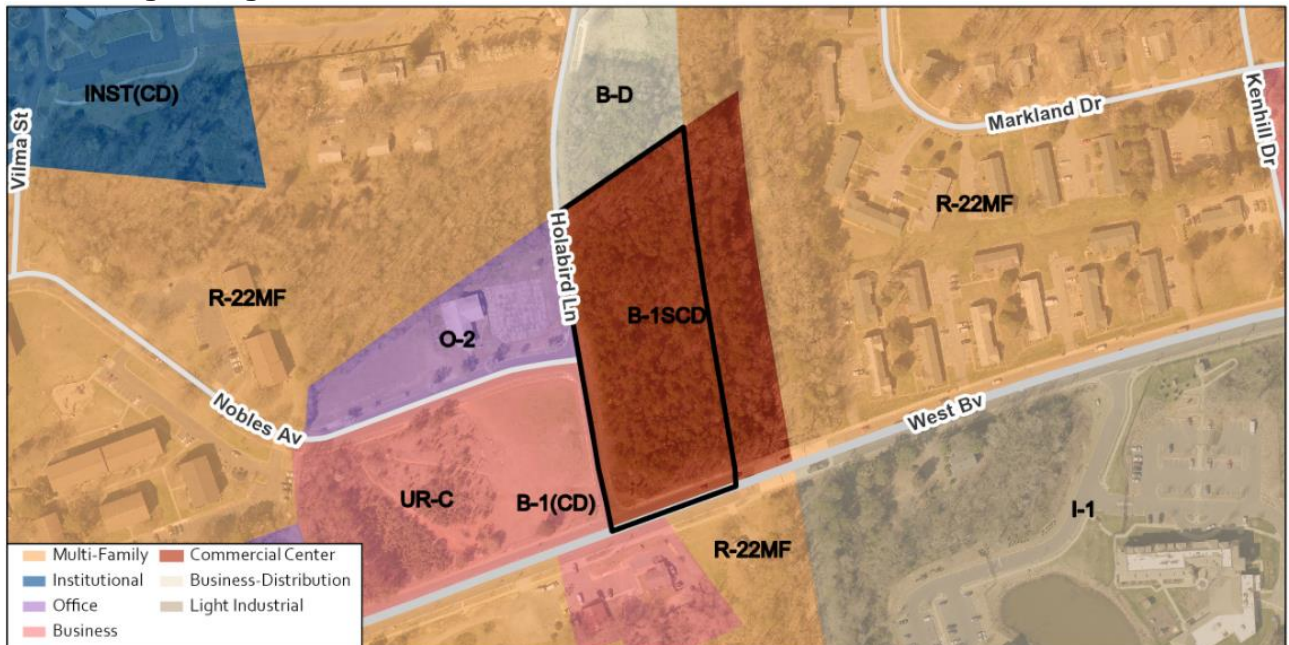 INST(CD)
B-D
Vilma St
Markland Dr
Kenhill Dr
R-22MF
Holabird Ln
R-22MF
B-1SCD
O-2
Nobles Av
West Bv
UR-C
B-1(CD)
I-1
R-22MF
Multi-Family
Commercial Center
Institutional
Business-Distribution
Office
Light Industrial
Business